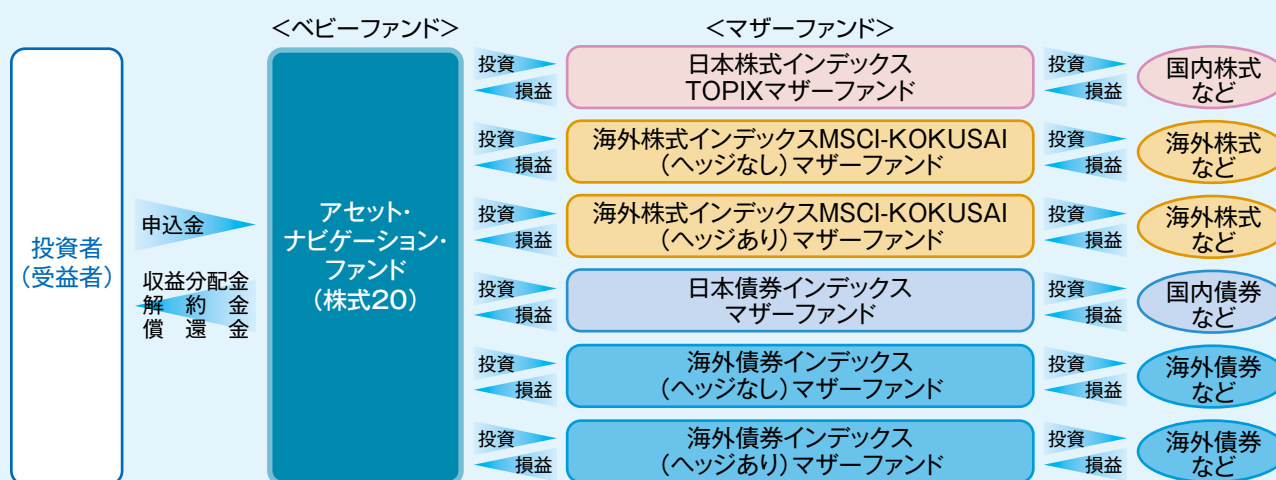 <ベビーファンド>
<マザーファンド>
投資者
(受益者)
申込金
収益分配金
解約金
償還金
アセット・
ナビゲーション・
ファンド
(株式20)
投資
損益
日本株式インデックス
TOPIXマザーファンド
投資
損益
国内株式
など
投資
損益
海外株式インデックスMSCI-KOKUSAI
(ヘッジなし)マザーファンド
投資
損益
海外株式
など
投資
損益
海外株式インデックスMSCI-KOKUSAI
(ヘッジあり)マザーファンド
投資
損益
海外株式
など
投資
損益
日本債券インデックス
マザーファンド
投資
損益
国内債券
など
投資
損益
海外債券インデックス
(ヘッジなし)マザーファンド
投資
損益
海外債券
など
投資
損益
海外債券インデックス
(ヘッジあり)マザーファンド
投資
損益
海外債券
など